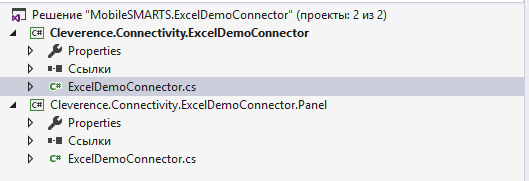 Решение "MobileSMARTS.ExcelDemoConnector" (проекты: 2 из 2)
C# Cleverence.Connectivity.ExcelDemoConnector
Properties
Ссылки
C# ExcelDemoConnector.cs
C# Cleverence.Connectivity.ExcelDemoConnector.Panel
Properties
Ссылки
C# ExcelDemoConnector.cs